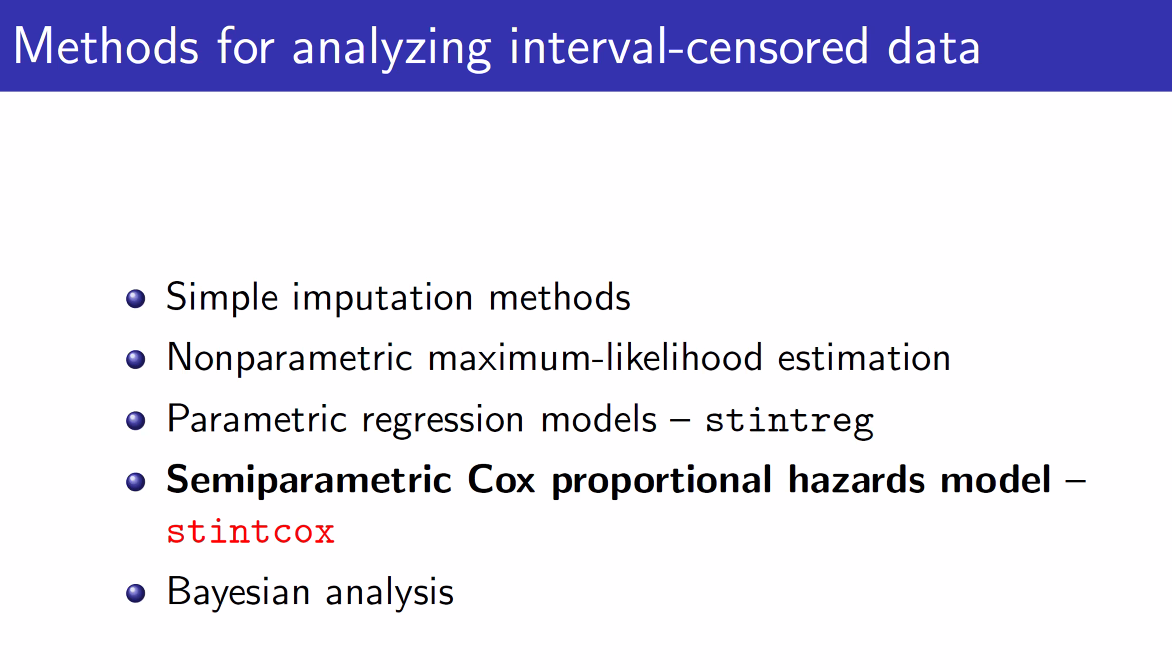 Methods for analyzing interval-censored data
Simple imputation methods
Nonparametric maximum-likelihood estimation
Parametric regression models – stintreg
Semiparametric Cox proportional hazards model –
stintcox
Bayesian analysis